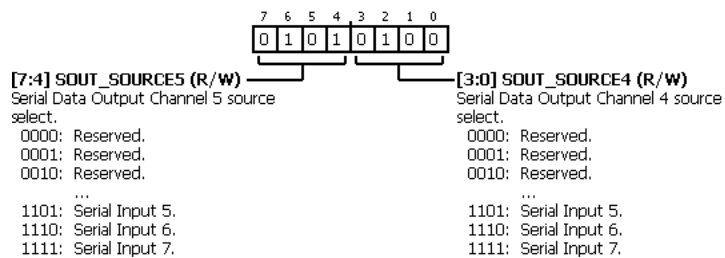 7 6 5 4 3 2 1 0
0 1 0 1 0 1 0 0
[7:4] SOUT_SOURCE5 (R/W)
Serial Data Output Channel 5 source
select.
0000: Reserved.
0001: Reserved.
0010: Reserved.
...
1101: Serial Input 5.
1110: Serial Input 6.
1111: Serial Input 7.
[3:0] SOUT_SOURCE4 (R/W)
Serial Data Output Channel 4 source
select.
0000: Reserved.
0001: Reserved.
0010: Reserved.
...
1101: Serial Input 5.
1110: Serial Input 6.
1111: Serial Input 7.